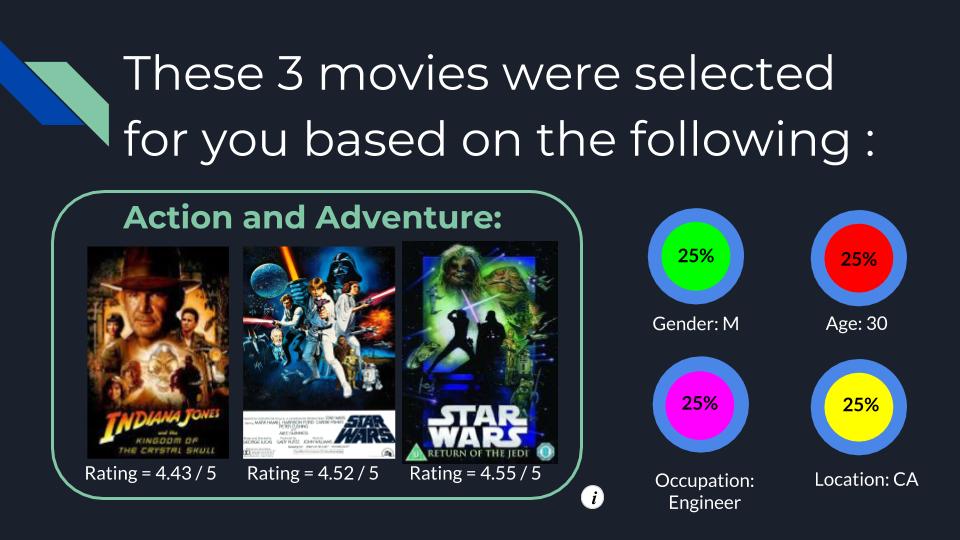 These 3 movies were selected
for you based on the following :
Action and Adventure:
INDIANA JONES
and the
KINGDOM OF
THE CRYSTAL SKULL
STAR
WARS
STAR
WARS
RETURN OF THE JEDI
U
Rating = 4.43 / 5
Rating = 4.52 / 5
Rating = 4.55 / 5
i
25%
25%
Gender: M
Age: 30
25%
25%
Occupation:
Engineer
Location: CA